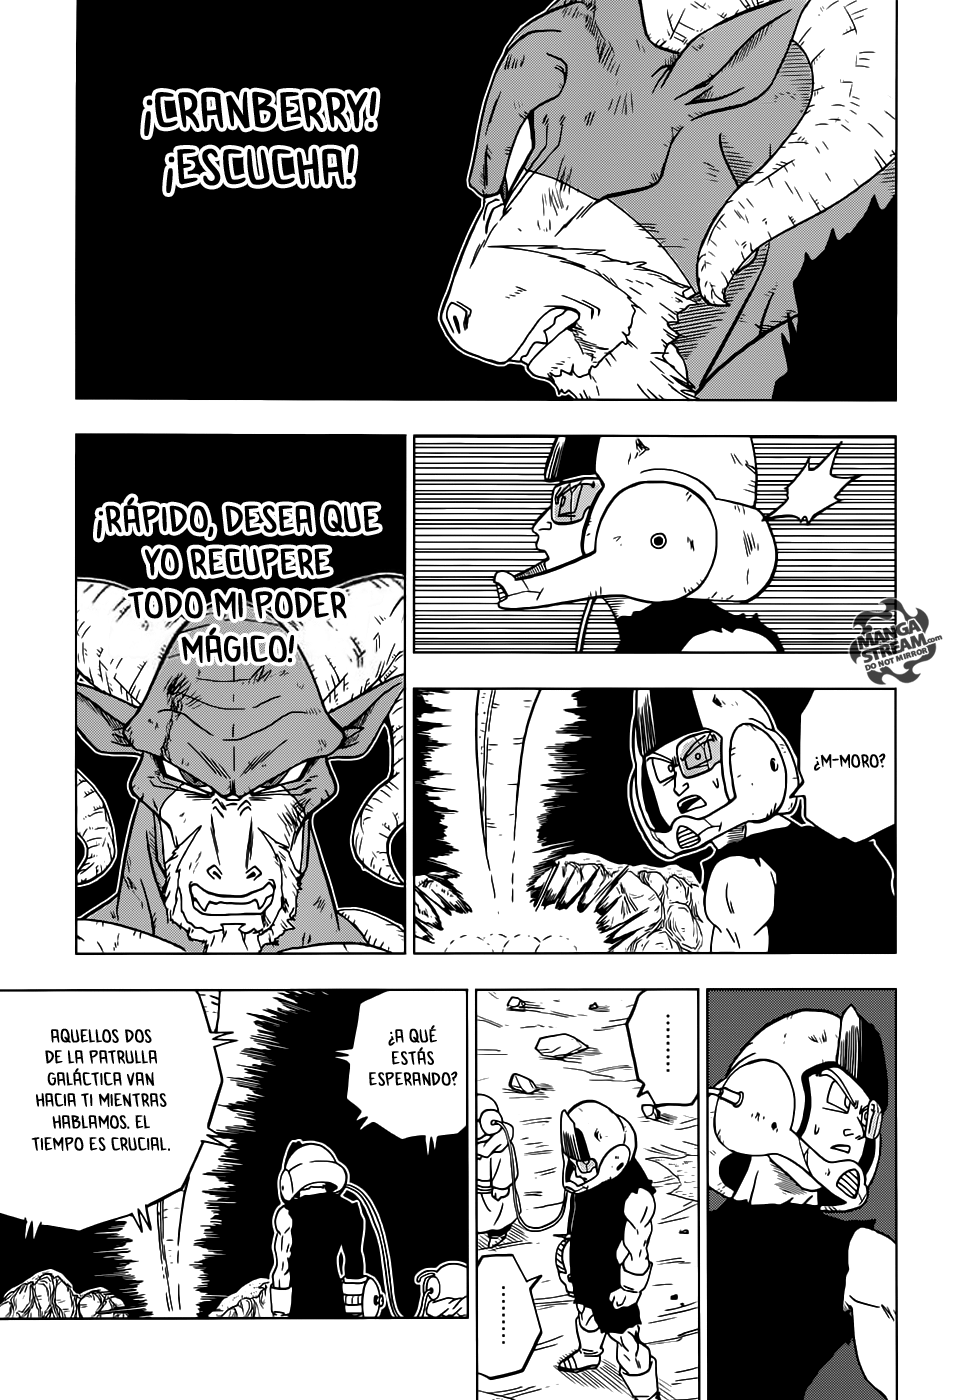 ¡CRANBERRY!
¡ESCUCHA!
¡RÁPIDO, DESEA QUE
YO RECUPERE
TODO MI PODER
MÁGICO!
MANGA
STREAM.com
DO NOT MIRROR
¿M-MORO?
..........
..........
¿A QUÉ
ESTÁS
ESPERANDO?
AQUELLOS DOS
DE LA PATRULLA
GALÁCTICA VAN
HACIA TI MIENTRAS
HABLAMOS. EL
TIEMPO ES CRUCIAL.